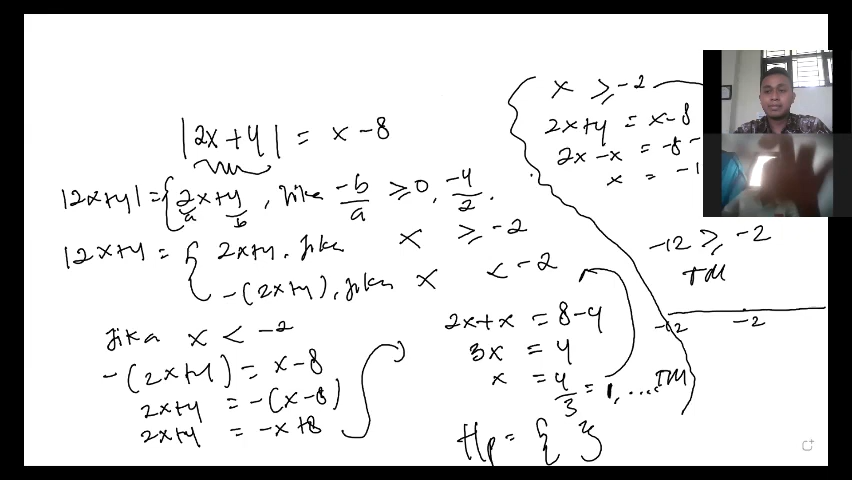 |2x+4| = x-8
|2x+4| = { 2x+4, jika -b/a ≥ 0, -4/2.
a b
|2x+4 = { 2x+4, jika x ≥ -2
-(2x+4), jika x < -2
jika x < -2
-(2x+4) = x-8
2x+4 = -(x-8)
2x+4 = -x+8
2x+x = 8-4
3x = 4
x = 4/3 = 1, .... TM
Hp = { }
x ≥ -2
2x+4 = x-8
2x-x = -8-
x = -1
-12 ≥ -2
TM
-12 -2